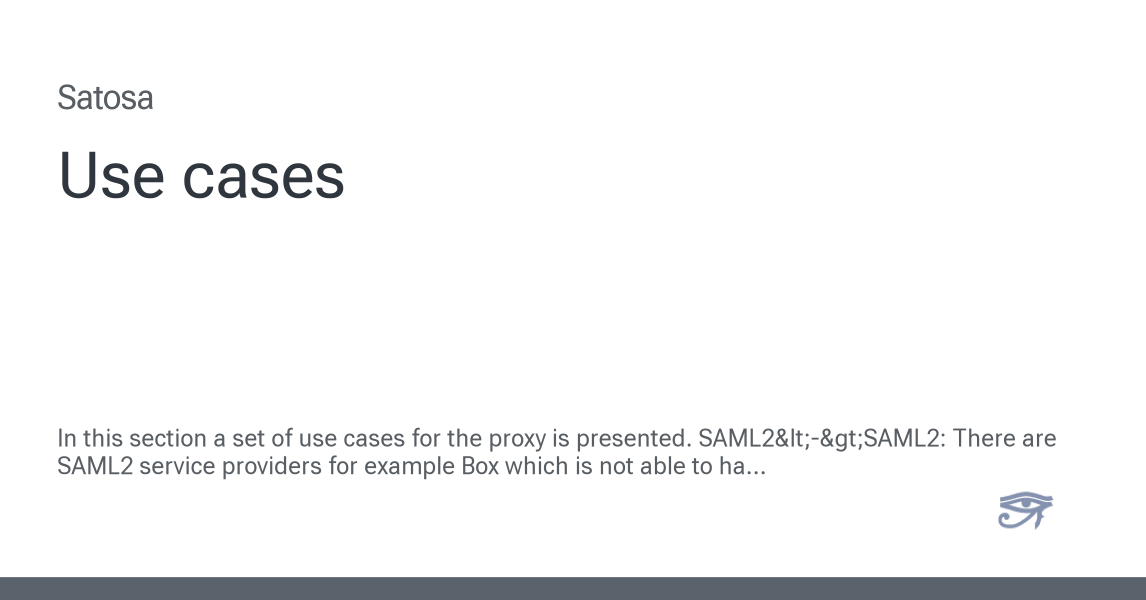 Satosa
Use cases
In this section a set of use cases for the proxy is presented. SAML2&lt;-&gt;SAML2: There are
SAML2 service providers for example Box which is not able to ha...